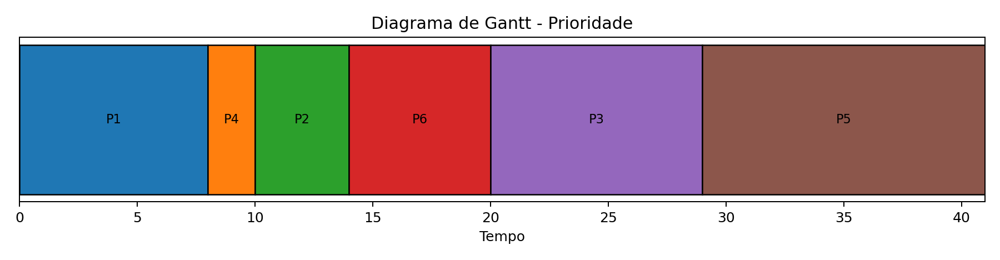 Diagrama de Gantt - Prioridade
P1 P4 P2 P6 P3 P5
0 5 10 15 20 25 30 35 40
Tempo